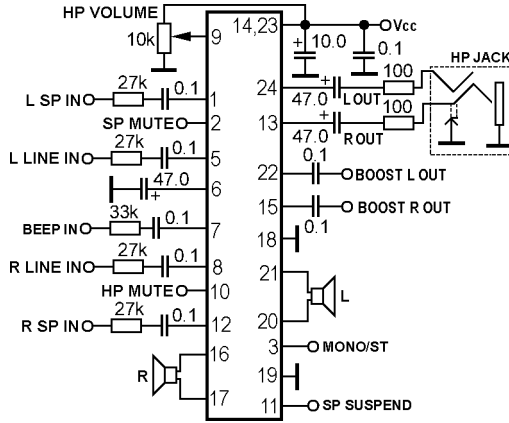 HP VOLUME
10k
9
14,23
Vcc
10.0
+
0.1
HP JACK
27k
0.1
L SP IN
1
24
+
100
47.0
L OUT
SP MUTE
2
13
+
100
47.0
R OUT
27k
0.1
L LINE IN
5
47.0
+
6
22
0.1
BOOST L OUT
33k
0.1
BEEP IN
7
15
0.1
BOOST R OUT
27k
0.1
R LINE IN
8
18
HP MUTE
10
21
L
20
27k
0.1
R SP IN
12
3
MONO/ST
R
16
17
19
11
SP SUSPEND